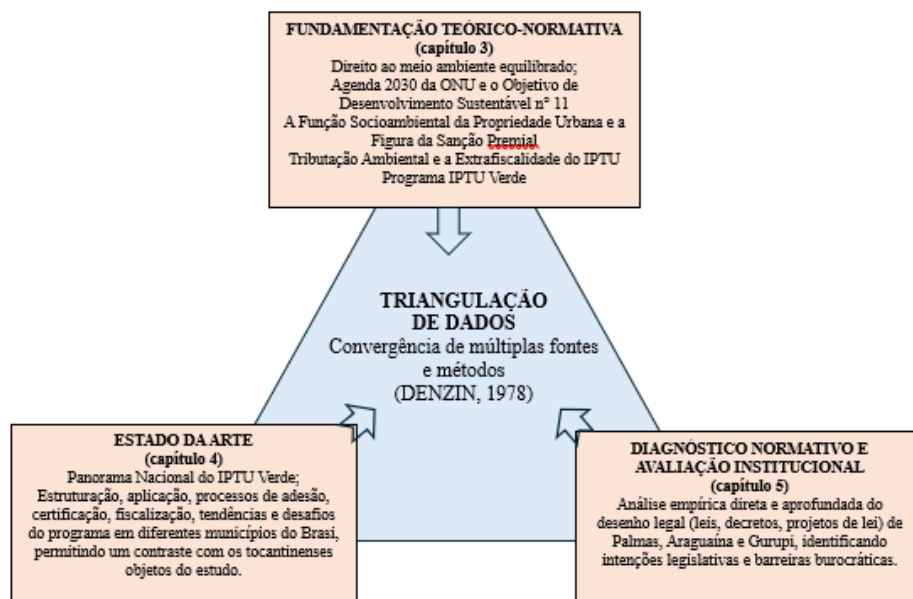 FUNDAMENTAÇÃO TEÓRICO-NORMATIVA
(capítulo 3)
Direito ao meio ambiente equilibrado;
Agenda 2030 da ONU e o Objetivo de
Desenvolvimento Sustentável n° 11
A Função Socioambiental da Propriedade Urbana e a
Figura da Sanção Premial
Tributação Ambiental e a Extrafiscalidade do IPTU
Programa IPTU Verde
TRIANGULAÇÃO
DE DADOS
Convergência de múltiplas fontes
e métodos
(DENZIN, 1978)
ESTADO DA ARTE
(capítulo 4)
Panorama Nacional do IPTU Verde;
Estruturação, aplicação, processos de adesão,
certificação, fiscalização, tendências e desafios
do programa em diferentes municípios do Brasi,
permitindo um contraste com os tocantinenses
objetos do estudo.
DIAGNÓSTICO NORMATIVO E
AVALIAÇÃO INSTITUCIONAL
(capítulo 5)
Análise empírica direta e aprofundada do
desenho legal (leis, decretos, projetos de lei) de
Palmas, Araguaína e Gurupi, identificando
intenções legislativas e barreiras burocráticas.